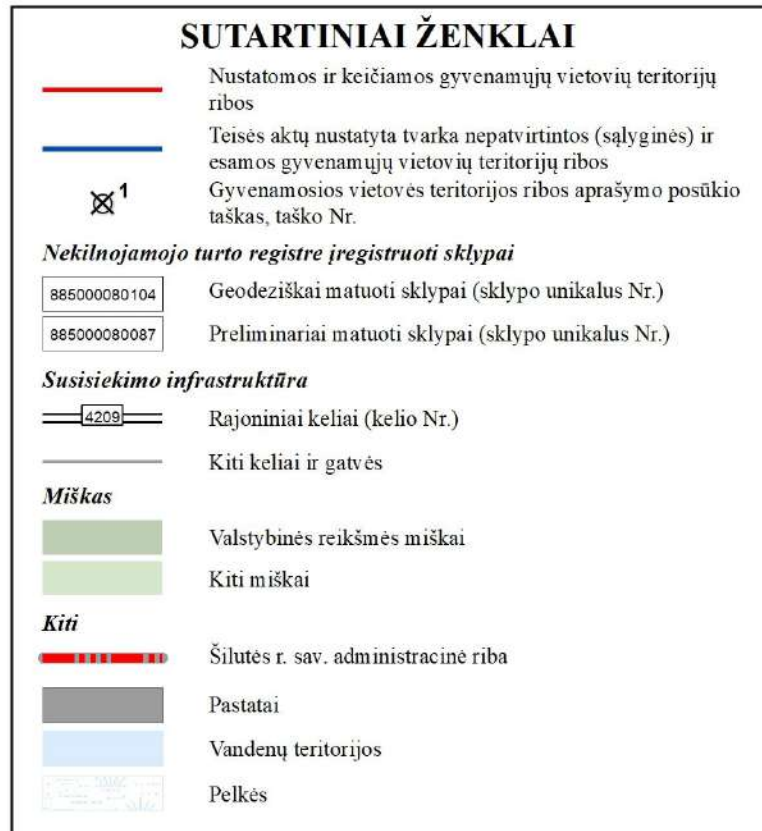 SUTARTINIAI ŽENKLAI
Nustatomos ir keičiamos gyvenamųjų vietovių teritorijų
ribos
Teisės aktų nustatyta tvarka nepatvirtintos (sąlyginės) ir
esamos gyvenamųjų vietovių teritorijų ribos
1
Gyvenamosios vietovės teritorijos ribos aprašymo posūkio
taškas, taško Nr.
Nekilnojamojo turto registre įregistruoti sklypai
885000080104 Geodeziškai matuoti sklypai (sklypo unikalus Nr.)
885000080087 Preliminariai matuoti sklypai (sklypo unikalus Nr.)
Susisiekimo infrastruktūra
4209 Rajoniniai keliai (kelio Nr.)
Kiti keliai ir gatvės
Miškas
Valstybinės reikšmės miškai
Kiti miškai
Kiti
Šilutės r. sav. administracinė riba
Pastatai
Vandenų teritorijos
Pelkės